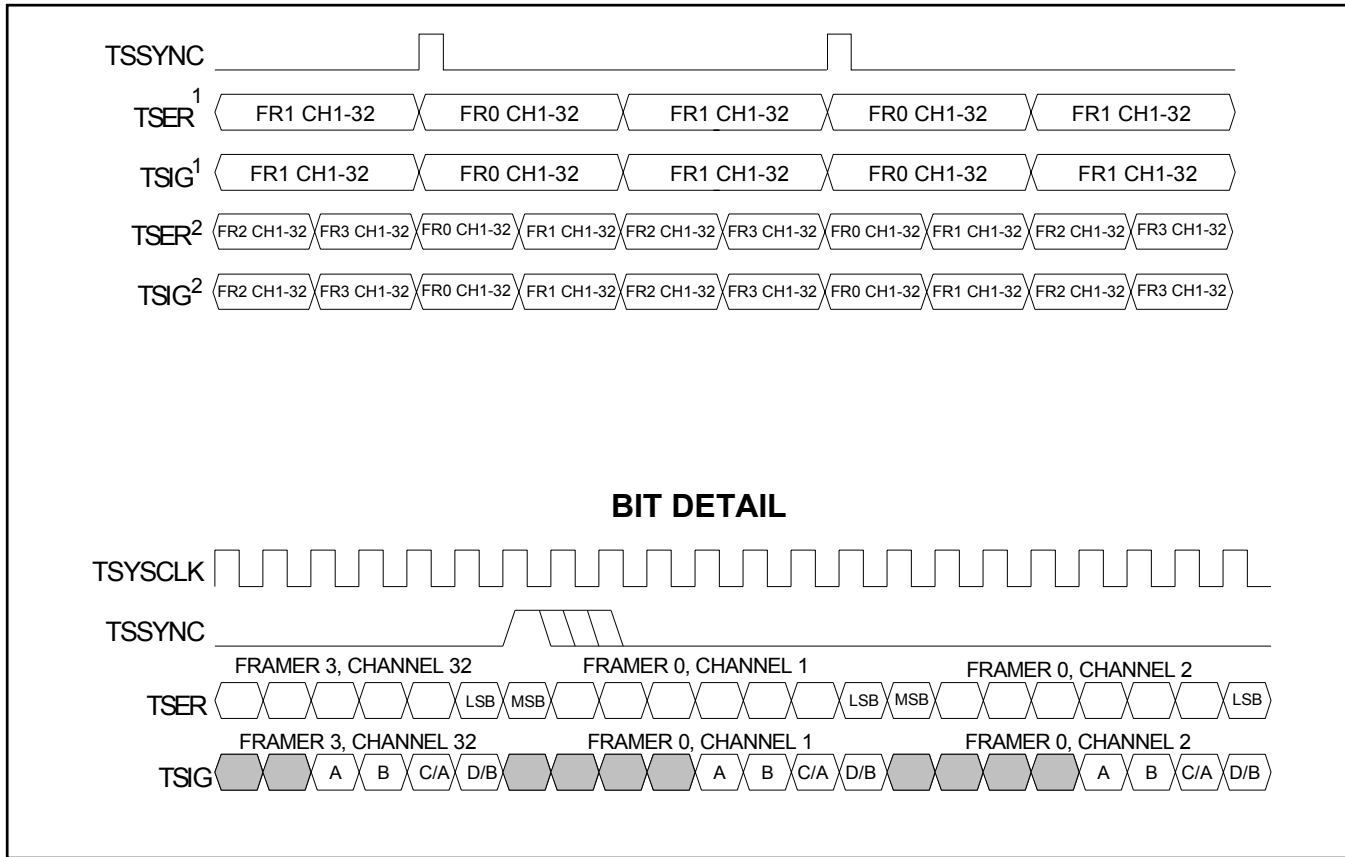 TSSYNC
TSER1 FR1 CH1-32 FR0 CH1-32 FR1 CH1-32 FR0 CH1-32 FR1 CH1-32
TSIG1 FR1 CH1-32 FR0 CH1-32 FR1 CH1-32 FR0 CH1-32 FR1 CH1-32
TSER2 FR2 CH1-32 FR3 CH1-32 FR0 CH1-32 FR1 CH1-32 FR2 CH1-32 FR3 CH1-32 FR0 CH1-32 FR1 CH1-32 FR2 CH1-32 FR3 CH1-32
TSIG2 FR2 CH1-32 FR3 CH1-32 FR0 CH1-32 FR1 CH1-32 FR2 CH1-32 FR3 CH1-32 FR0 CH1-32 FR1 CH1-32 FR2 CH1-32 FR3 CH1-32
BIT DETAIL
TSYSCLK
TSSYNC
FRAMER 3, CHANNEL 32 FRAMER 0, CHANNEL 1 FRAMER 0, CHANNEL 2
TSER LSB MSB LSB MSB LSB
FRAMER 3, CHANNEL 32 FRAMER 0, CHANNEL 1 FRAMER 0, CHANNEL 2
TSIG A B C/A D/B A B C/A D/B A B C/A D/B